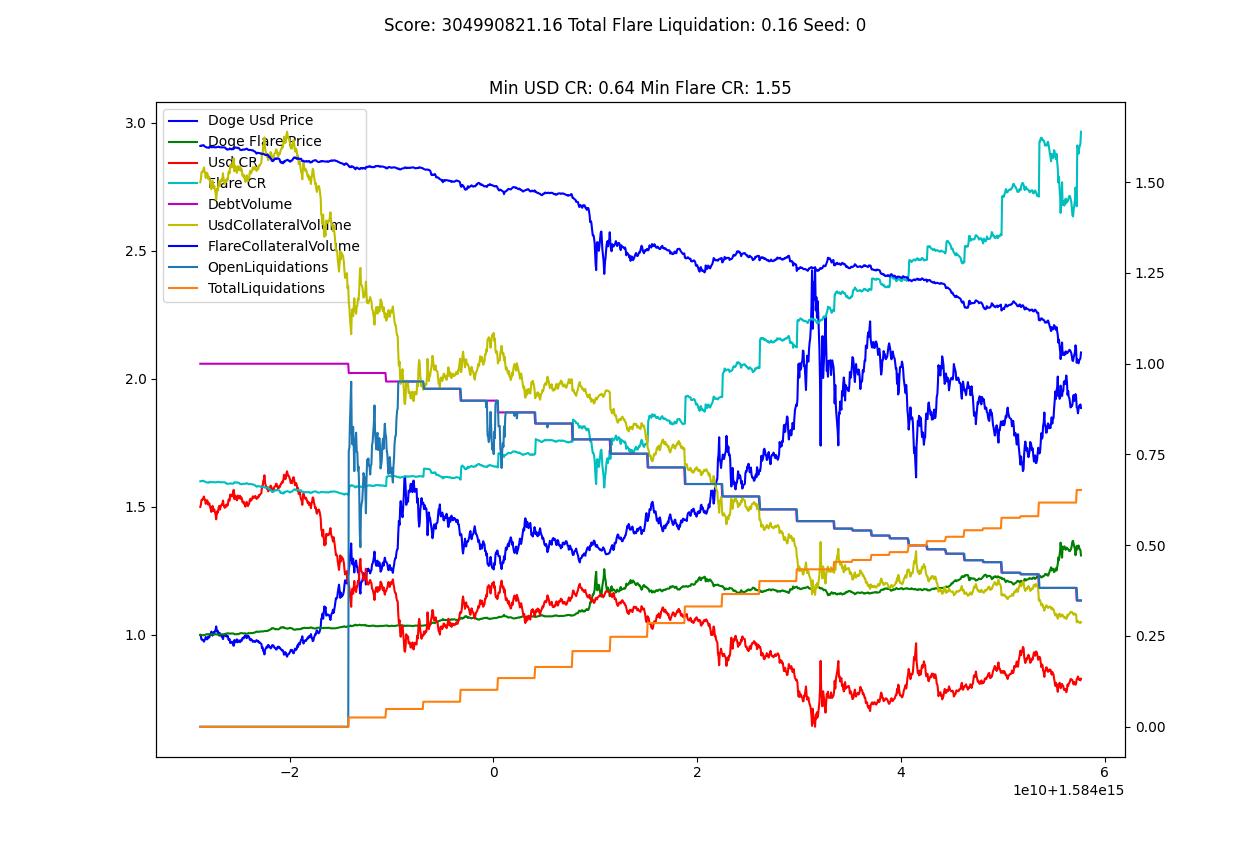 Score: 304990821.16 Total Flare Liquidation: 0.16 Seed: 0
Min USD CR: 0.64 Min Flare CR: 1.55
Doge Usd Price
Doge Flare Price
Usd CR
Flare CR
DebtVolume
UsdCollateralVolume
FlareCollateralVolume
OpenLiquidations
TotalLiquidations
3.0
2.5
2.0
1.5
1.0
1.50
1.25
1.00
0.75
0.50
0.25
0.00
−2
0
2
4
6
1e10+1.584e15